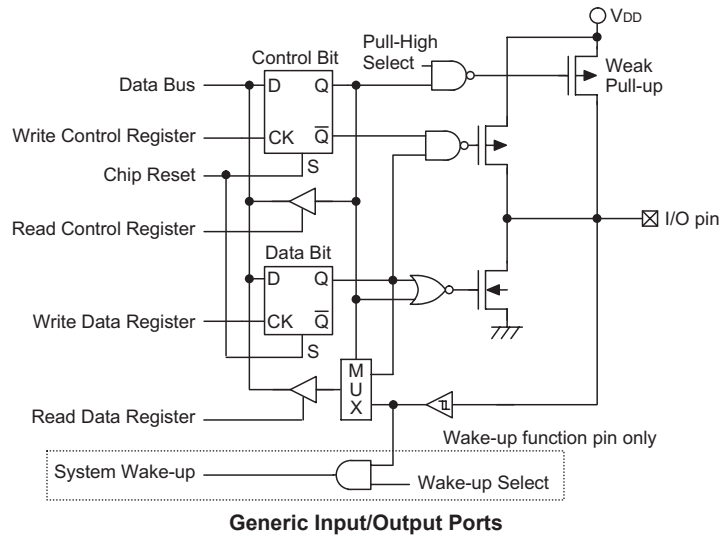 VDD
Control Bit
Pull-High
Select
Weak
Pull-up
Data Bus
D
Q
Write Control Register
CK
Q
Chip Reset
S
I/O pin
Read Control Register
Data Bit
D
Q
Write Data Register
CK
Q
S
M
U
X
Read Data Register
Wake-up function pin only
System Wake-up
Wake-up Select
Generic Input/Output Ports